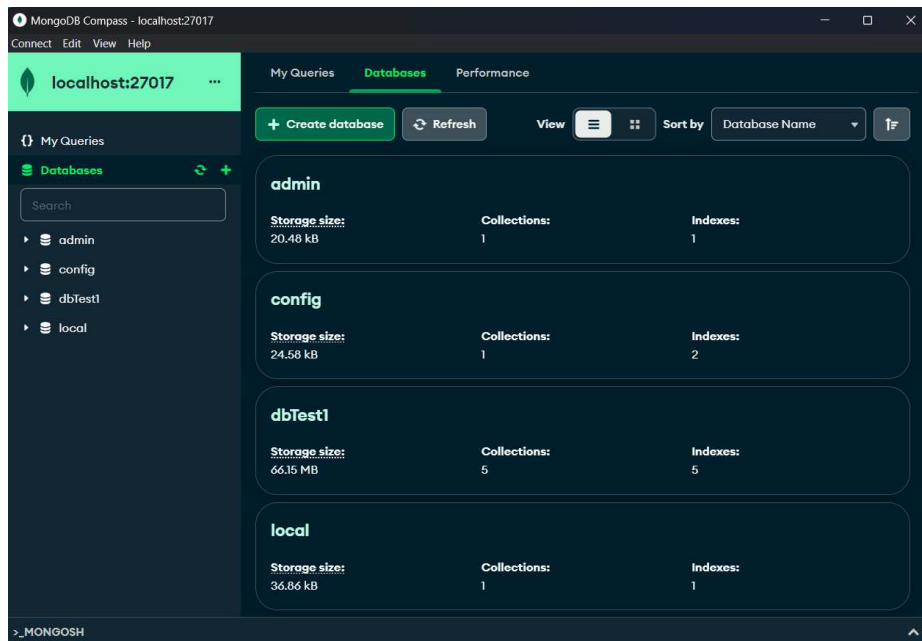 MongoDB Compass - localhost:27017
Connect Edit View Help
localhost:27017 ...
My Queries Databases Performance
+ Create database Refresh View Sort by Database Name
{} My Queries
Databases
Search
admin
config
dbTest1
local
admin
Storage size: Collections: Indexes:
20.48 kB 1 1
config
Storage size: Collections: Indexes:
24.58 kB 1 2
dbTest1
Storage size: Collections: Indexes:
66.15 MB 5 5
local
Storage size: Collections: Indexes:
36.86 kB 1 1
>_MONGOSH